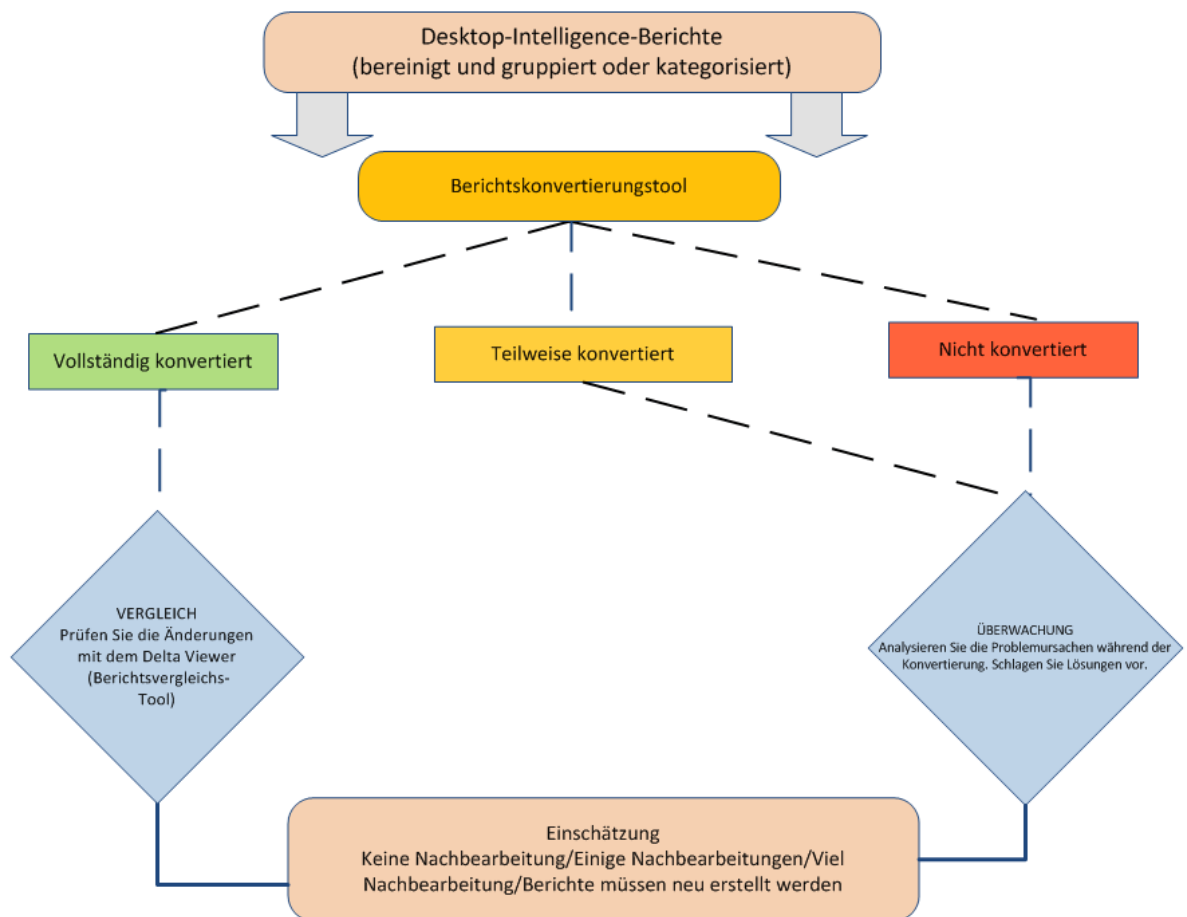 Desktop-Intelligence-Berichte
(bereinigt und gruppiert oder kategorisiert)
Berichtskonvertierungstool
Vollständig konvertiert
Teilweise konvertiert
Nicht konvertiert
VERGLEICH
Prüfen Sie die Änderungen
mit dem Delta Viewer
(Berichtsvergleichs-
Tool)
ÜBERWACHUNG
Analysieren Sie die Problemursachen während der
Konvertierung. Schlagen Sie Lösungen vor.
Einschätzung
Keine Nachbearbeitung/Einige Nachbearbeitungen/Viel
Nachbearbeitung/Berichte müssen neu erstellt werden